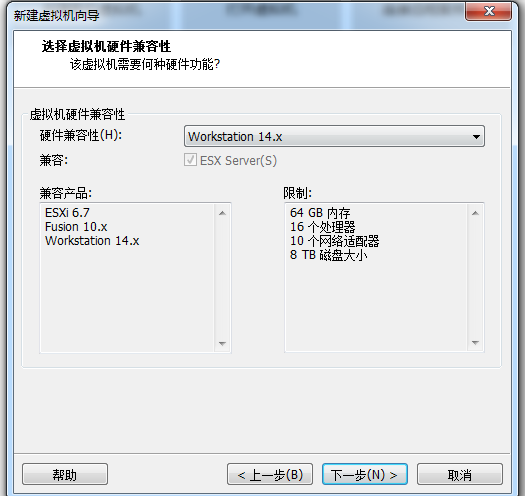 新建虚拟机向导
选择虚拟机硬件兼容性
该虚拟机需要何种硬件功能?
虚拟机硬件兼容性
硬件兼容性(H): Workstation 14.x
兼容: ESX Server(S)
兼容产品: 限制:
ESXi 6.7
Fusion 10.x
Workstation 14.x
64 GB 内存
16 个处理器
10 个网络适配器
8 TB 磁盘大小
帮助 < 上一步(B) 下一步(N) > 取消